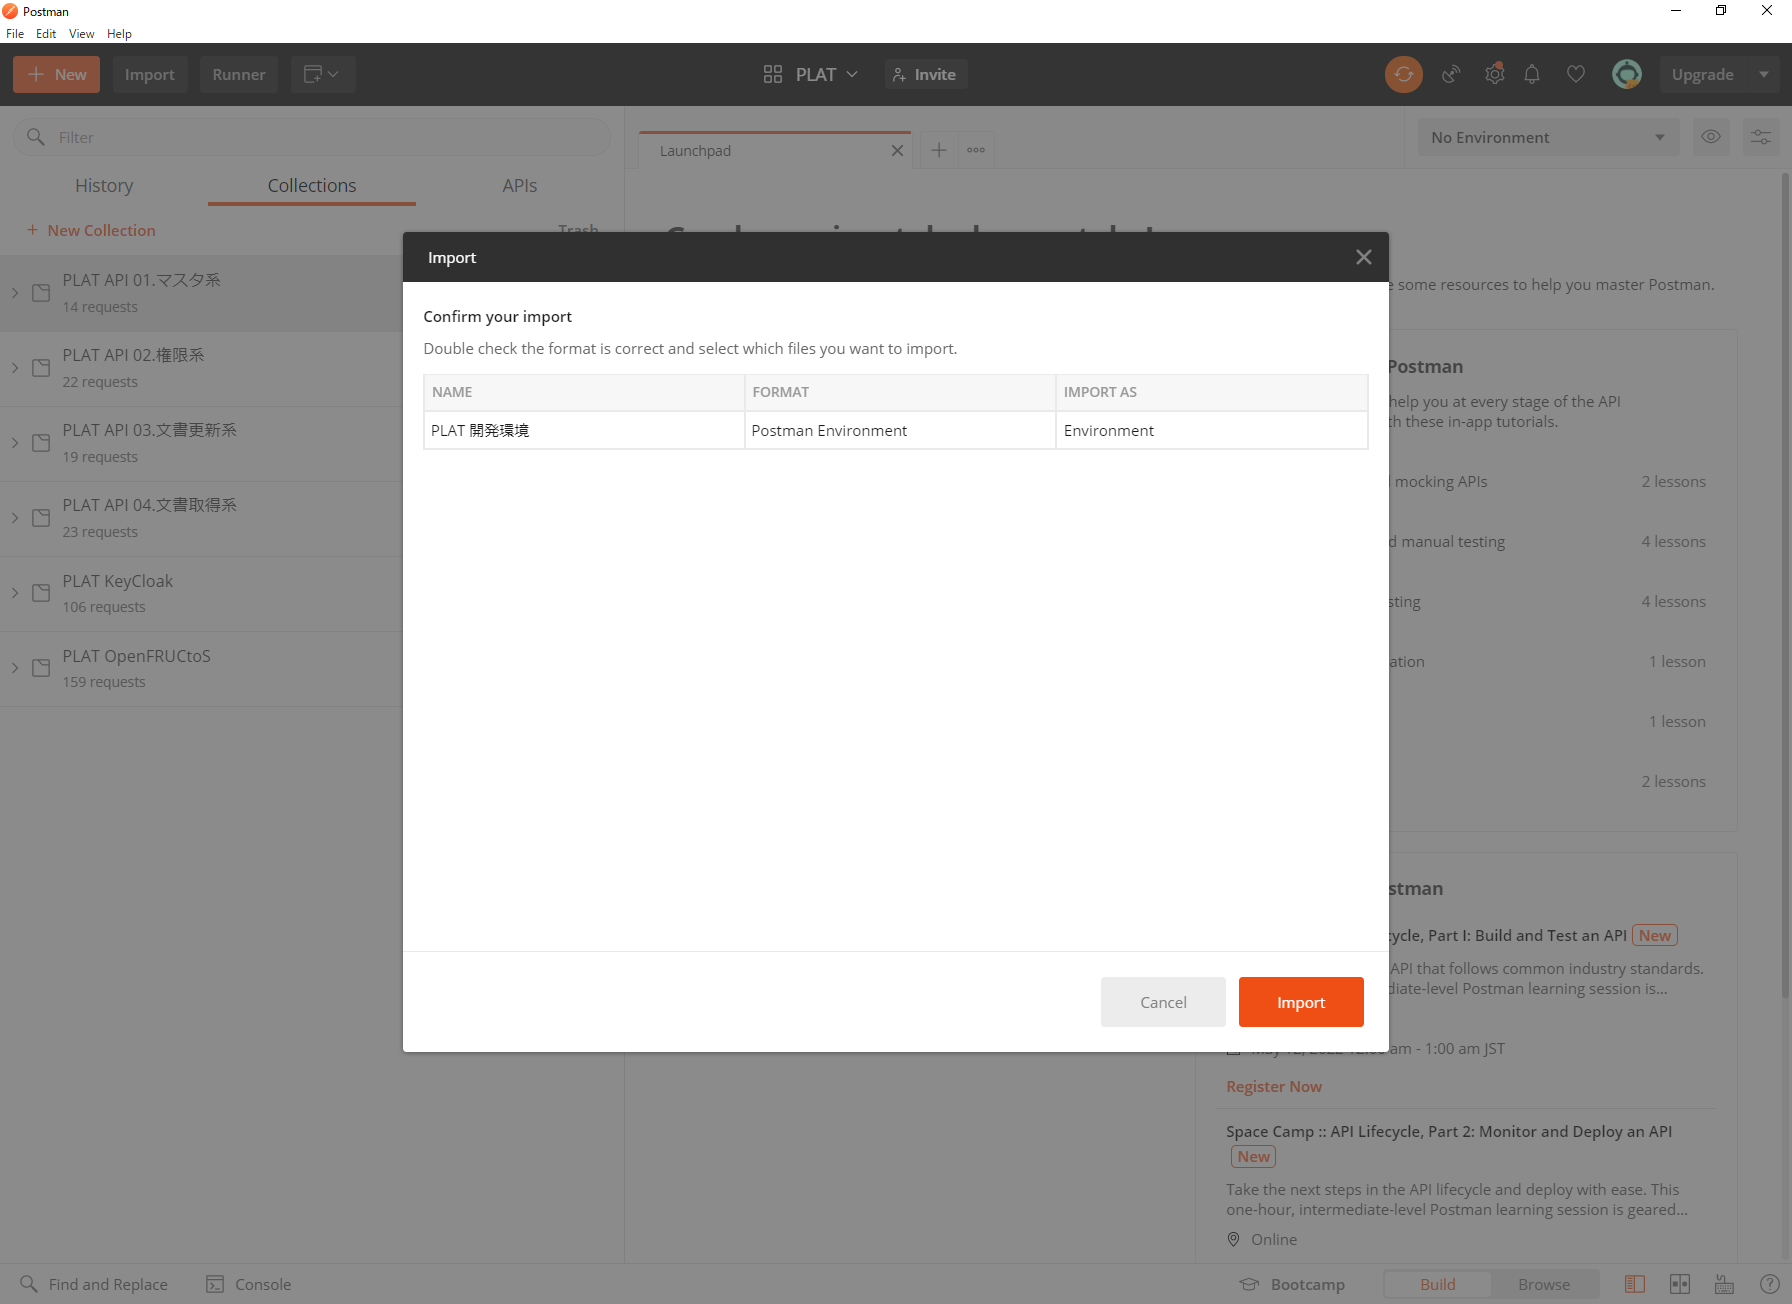 Postman
File Edit View Help
New Import Runner PLAT Invite Upgrade
Filter
Launchpad
No Environment
History Collections APIs
New Collection Trash
PLAT API 01.マスタ系
14 requests
PLAT API 02.権限系
22 requests
PLAT API 03.文書更新系
19 requests
PLAT API 04.文書取得系
23 requests
PLAT KeyCloak
106 requests
PLAT OpenFRUCtoS
159 requests
Import
Confirm your import
Double check the format is correct and select which files you want to import.
NAME FORMAT IMPORT AS
PLAT 開発環境 Postman Environment Environment
Cancel Import
some resources to help you master Postman.
Postman
help you at every stage of the API
these in-app tutorials.
mocking APIs 2 lessons
manual testing 4 lessons
4 lessons
1 lesson
1 lesson
2 lessons
Part I: Build and Test an API New
API that follows common industry standards.
Postman learning session is...
am - 1:00 am JST
Register Now
Space Camp :: API Lifecycle, Part 2: Monitor and Deploy an API
New
Take the next steps in the API lifecycle and deploy with ease. This
one-hour, intermediate-level Postman learning session is geared...
Online
Find and Replace Console Bootcamp Build Browse